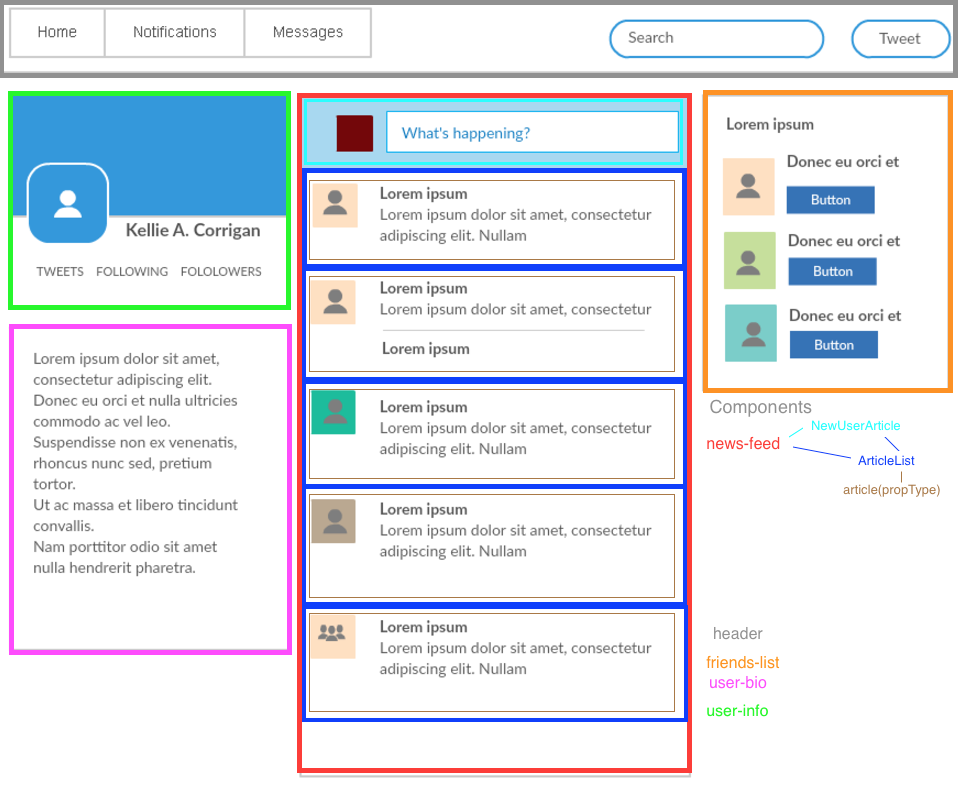 Home
Notifications
Messages
Search
Tweet
Kellie A. Corrigan
TWEETS FOLLOWING FOLOLOWERS
Lorem ipsum dolor sit amet,
consectetur adipiscing elit.
Donec eu orci et nulla ultricies
commodo ac vel leo.
Suspendisse non ex venenatis,
rhoncus nunc sed, pretium
tortor.
Ut ac massa et libero tincidunt
convallis.
Nam porttitor odio sit amet
nulla hendrerit pharetra.
What's happening?
Lorem ipsum
Lorem ipsum dolor sit amet, consectetur
adipiscing elit. Nullam
Lorem ipsum
Lorem ipsum dolor sit amet, consectetur
Lorem ipsum
Lorem ipsum
Lorem ipsum dolor sit amet, consectetur
adipiscing elit. Nullam
Lorem ipsum
Lorem ipsum dolor sit amet, consectetur
adipiscing elit. Nullam
Lorem ipsum
Lorem ipsum dolor sit amet, consectetur
adipiscing elit. Nullam
Lorem ipsum
Donec eu orci et
Button
Donec eu orci et
Button
Donec eu orci et
Button
Components
NewUserArticle
news-feed
ArticleList
article(propType)
header
friends-list
user-bio
user-info